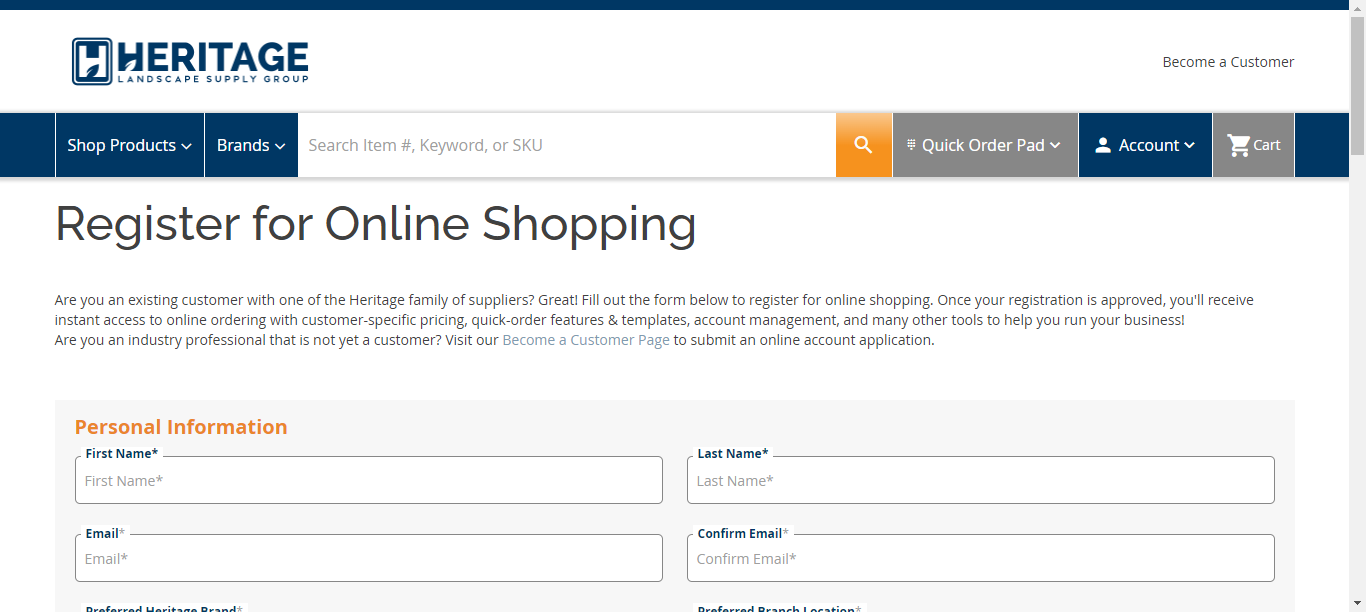 HERITAGE
LANDSCAPE SUPPLY GROUP
Become a Customer
Shop Products
Brands
Search Item #, Keyword, or SKU
Quick Order Pad
Account
Cart
Register for Online Shopping
Are you an existing customer with one of the Heritage family of suppliers? Great! Fill out the form below to register for online shopping. Once your registration is approved, you'll receive
instant access to online ordering with customer-specific pricing, quick-order features & templates, account management, and many other tools to help you run your business!
Are you an industry professional that is not yet a customer? Visit our Become a Customer Page to submit an online account application.
Personal Information
First Name*
First Name*
Last Name*
Last Name*
Email*
Email*
Confirm Email*
Confirm Email*
Preferred Heritage Brand*
Preferred Branch Location*